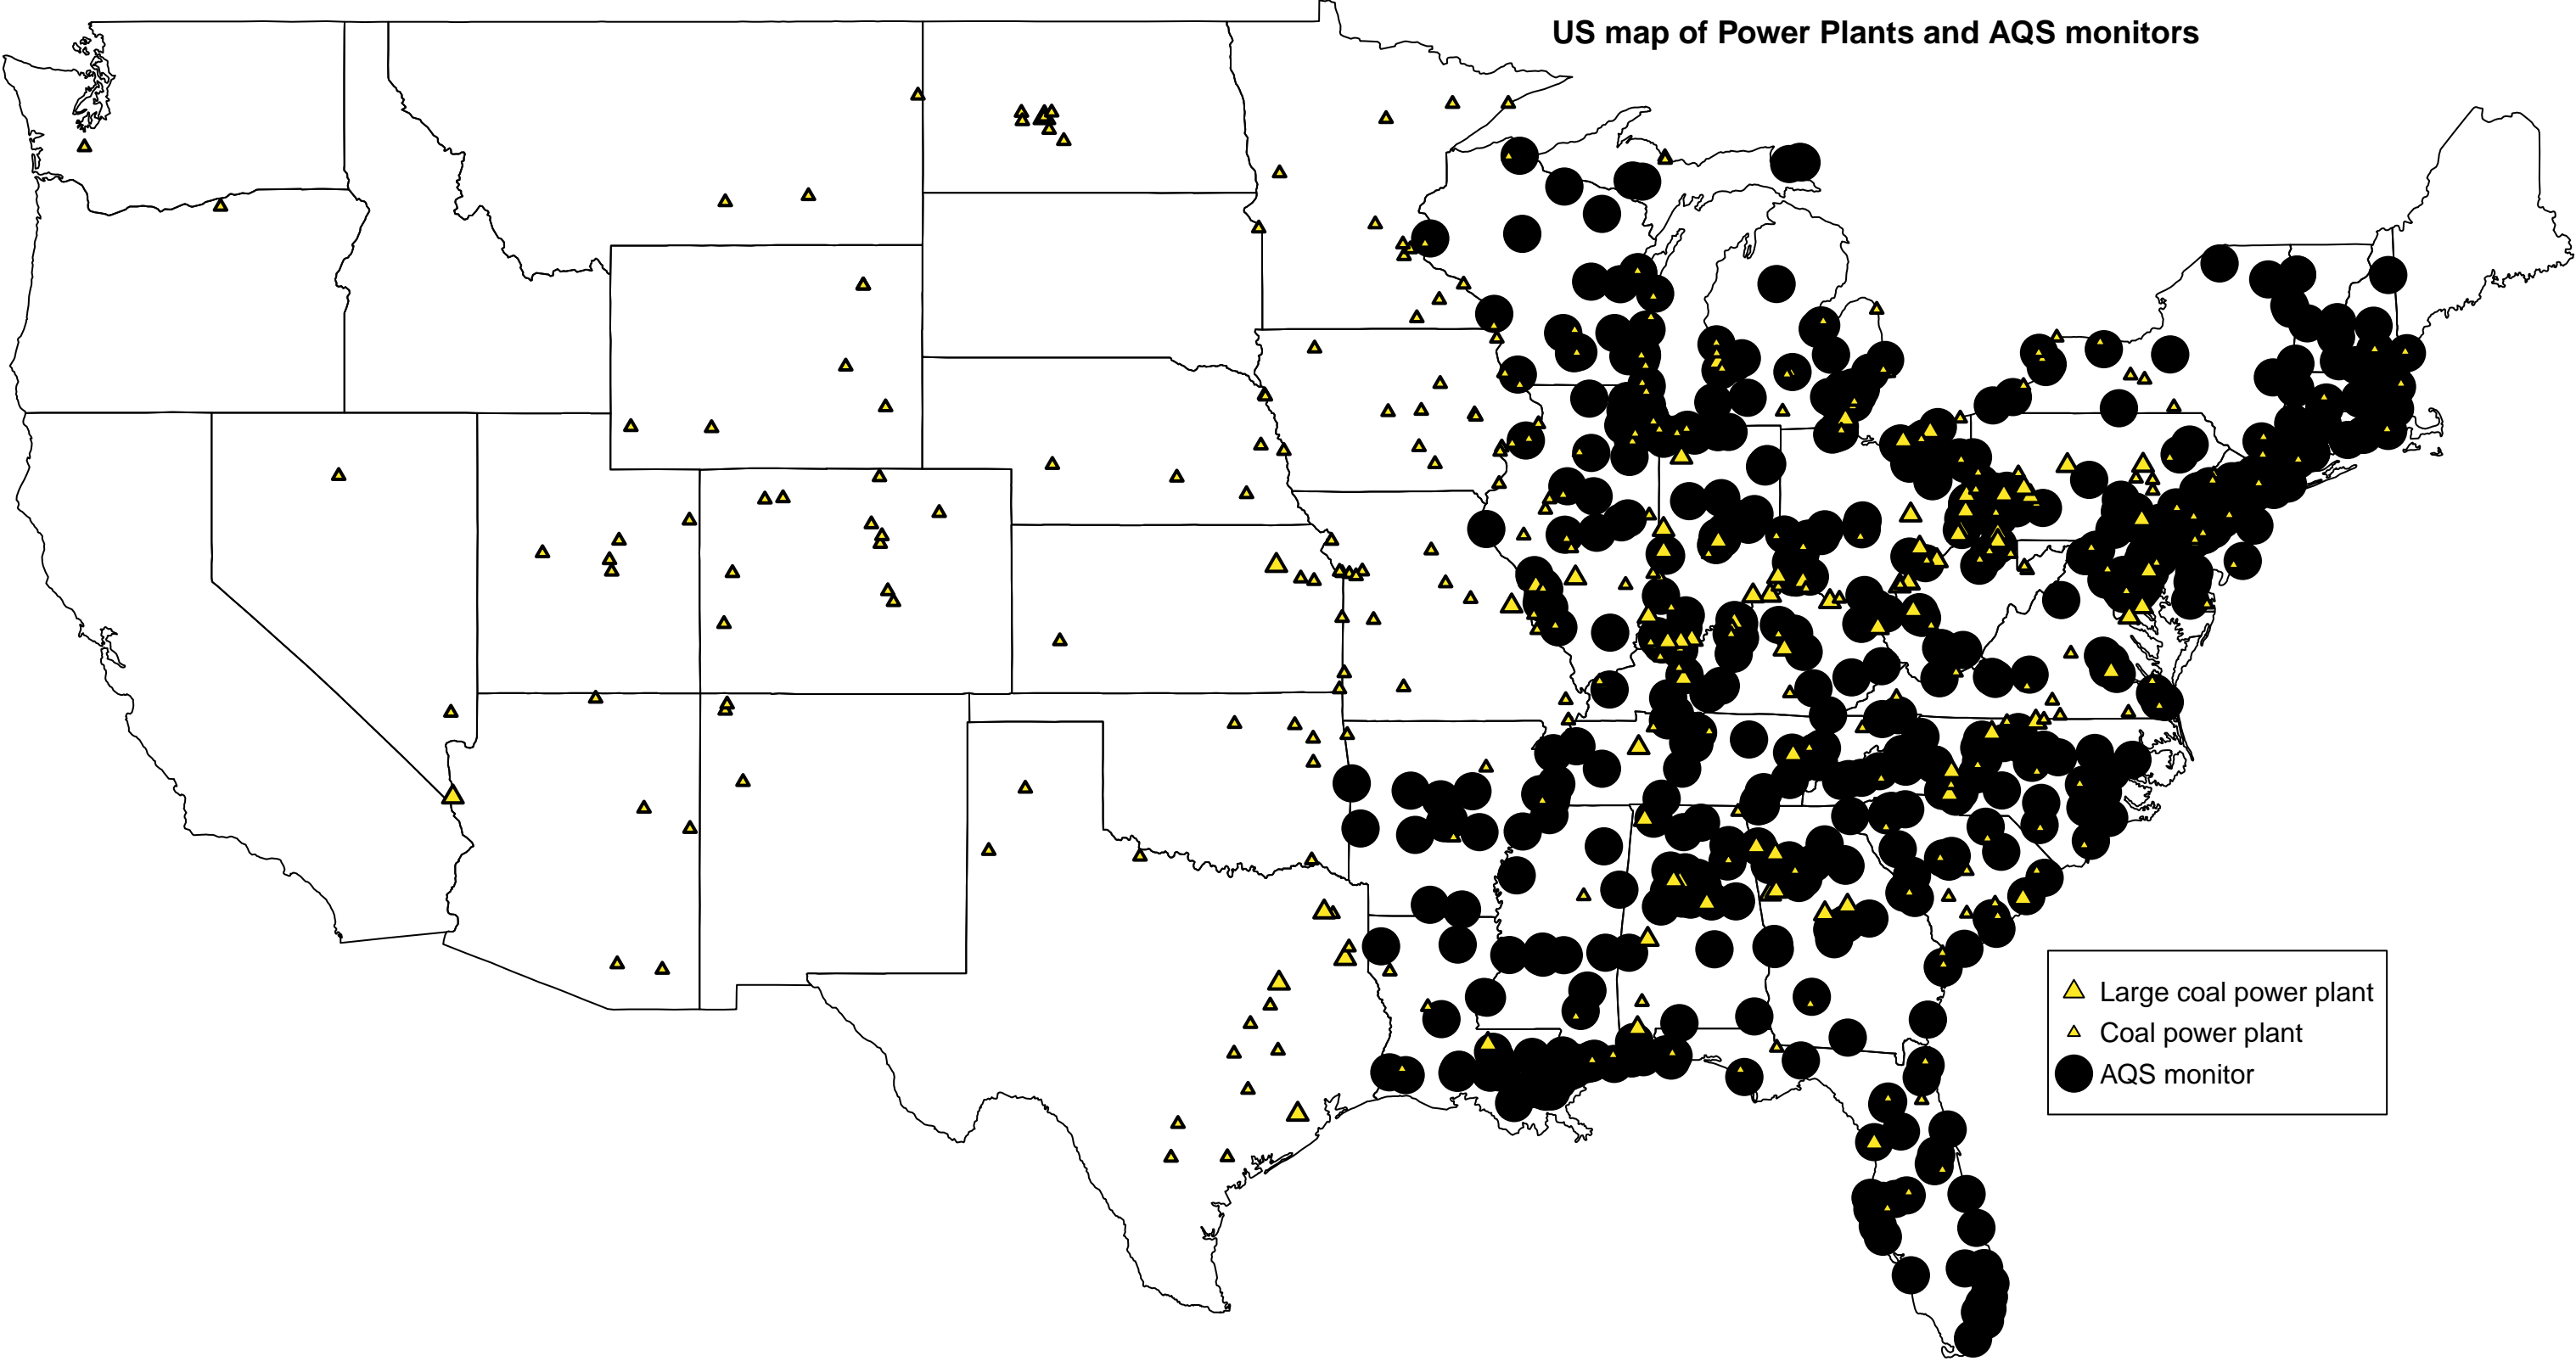 US map of Power Plants and AQS monitors
Large coal power plant
Coal power plant
AQS monitor